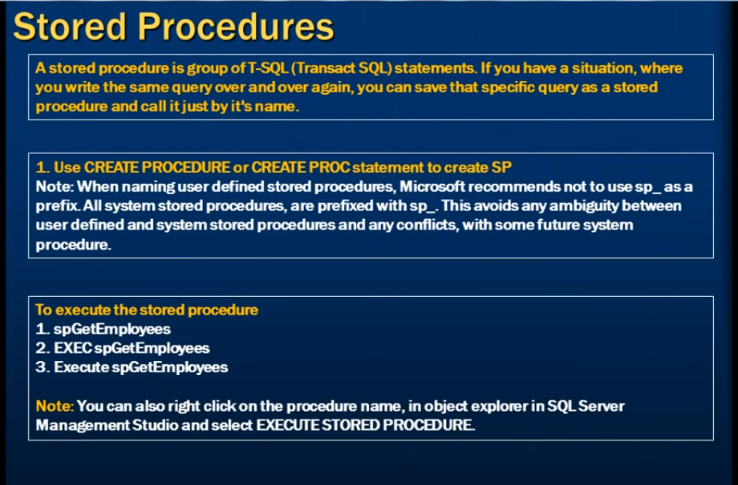 Stored Procedures
A stored procedure is group of T-SQL (Transact SQL) statements. If you have a situation, where
you write the same query over and over again, you can save that specific query as a stored
procedure and call it just by it's name.
1. Use CREATE PROCEDURE or CREATE PROC statement to create SP
Note: When naming user defined stored procedures, Microsoft recommends not to use sp_ as a
prefix. All system stored procedures, are prefixed with sp_. This avoids any ambiguity between
user defined and system stored procedures and any conflicts, with some future system
procedure.
To execute the stored procedure
1. spGetEmployees
2. EXEC spGetEmployees
3. Execute spGetEmployees
Note: You can also right click on the procedure name, in object explorer in SQL Server
Management Studio and select EXECUTE STORED PROCEDURE.